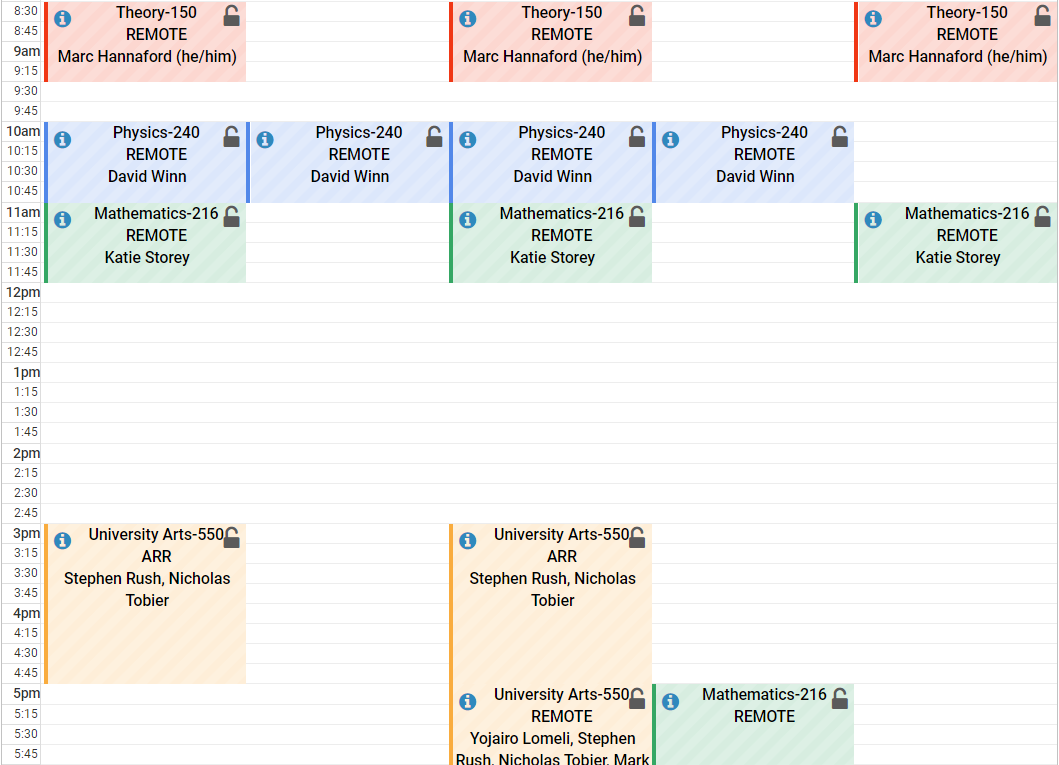 8:30
8:45
9am
9:15
9:30
9:45
10am
10:15
10:30
10:45
11am
11:15
11:30
11:45
12pm
12:15
12:30
12:45
1pm
1:15
1:30
1:45
2pm
2:15
2:30
2:45
3pm
3:15
3:30
3:45
4pm
4:15
4:30
4:45
5pm
5:15
5:30
5:45
Theory-150
REMOTE
Marc Hannaford (he/him)
Physics-240
REMOTE
David Winn
Mathematics-216
REMOTE
Katie Storey
University Arts-550
ARR
Stephen Rush, Nicholas
Tobier
Physics-240
REMOTE
David Winn
Theory-150
REMOTE
Marc Hannaford (he/him)
Physics-240
REMOTE
David Winn
Mathematics-216
REMOTE
Katie Storey
University Arts-550
ARR
Stephen Rush, Nicholas
Tobier
University Arts-550
REMOTE
Yojairo Lomeli, Stephen
Rush, Nicholas Tobier, Mark
Physics-240
REMOTE
David Winn
Mathematics-216
REMOTE
Theory-150
REMOTE
Marc Hannaford (he/him)
Mathematics-216
REMOTE
Katie Storey